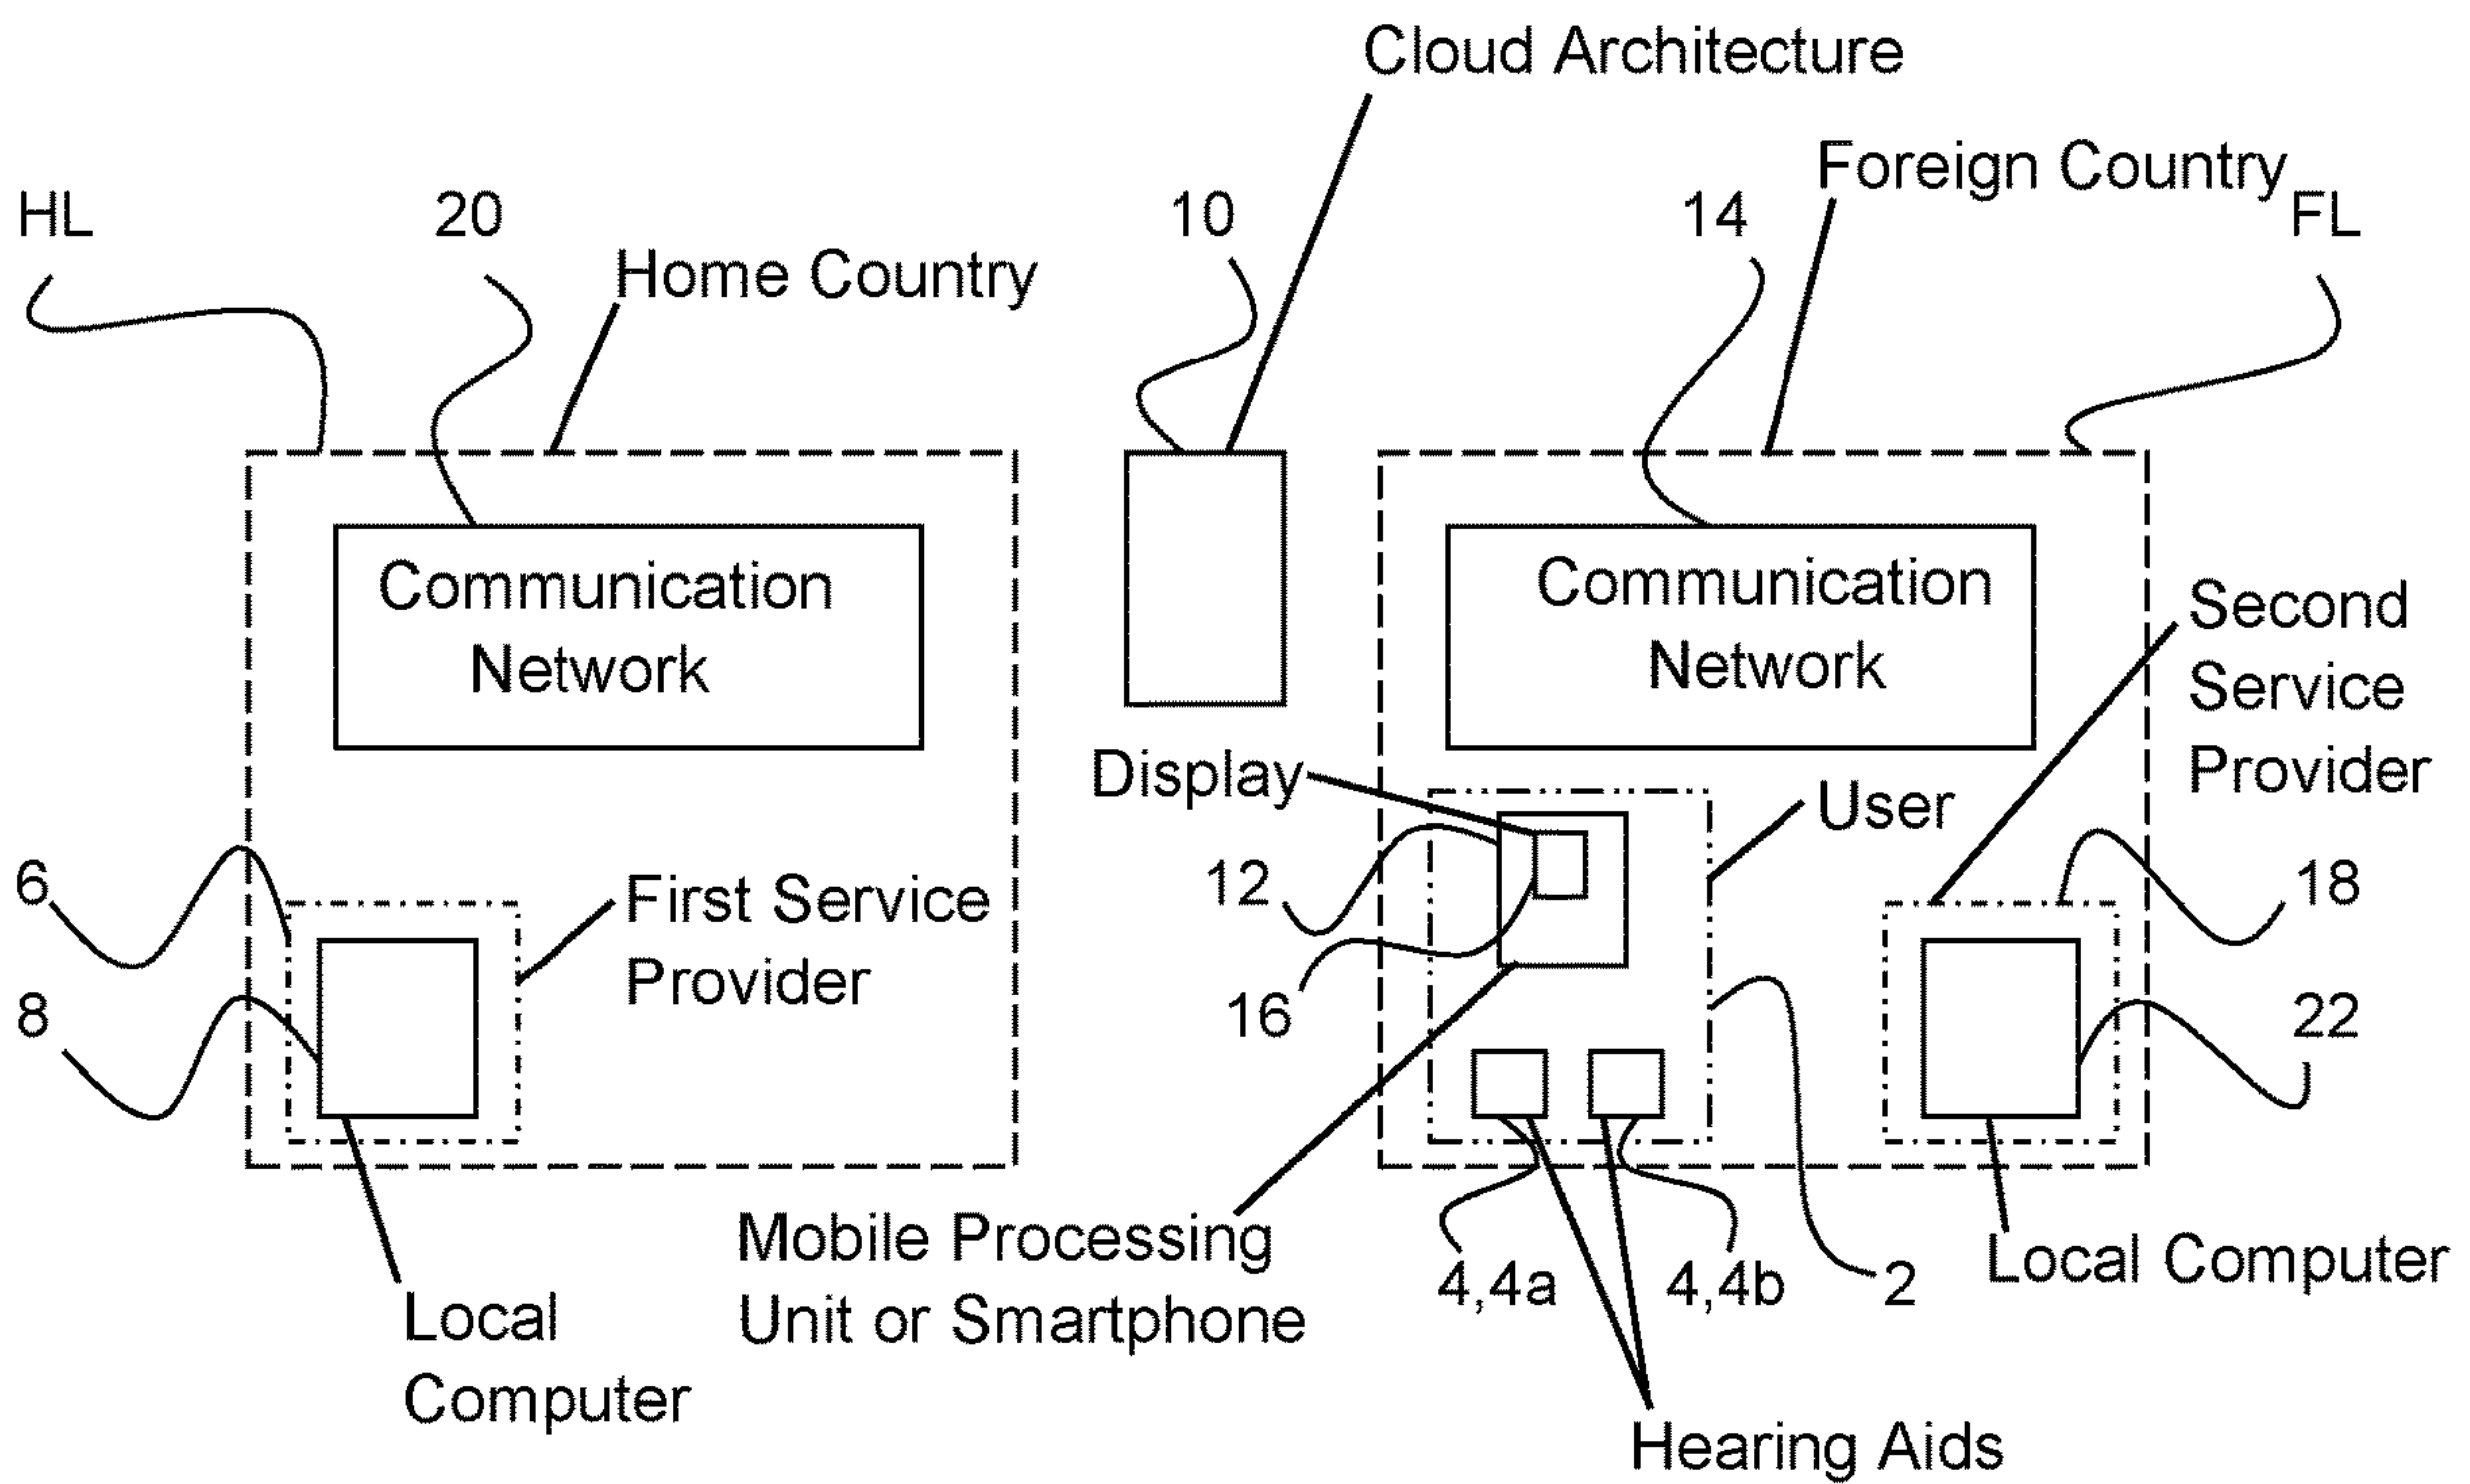 Cloud Architecture
Foreign Country
HL
20
10
14
FL
Home Country
Communication
Network
Communication
Network
Second
Service
Provider
Display
User
6
First Service
Provider
12
18
8
16
22
Mobile Processing
Unit or Smartphone
4,4a
4,4b
2
Local Computer
Local
Computer
Hearing Aids